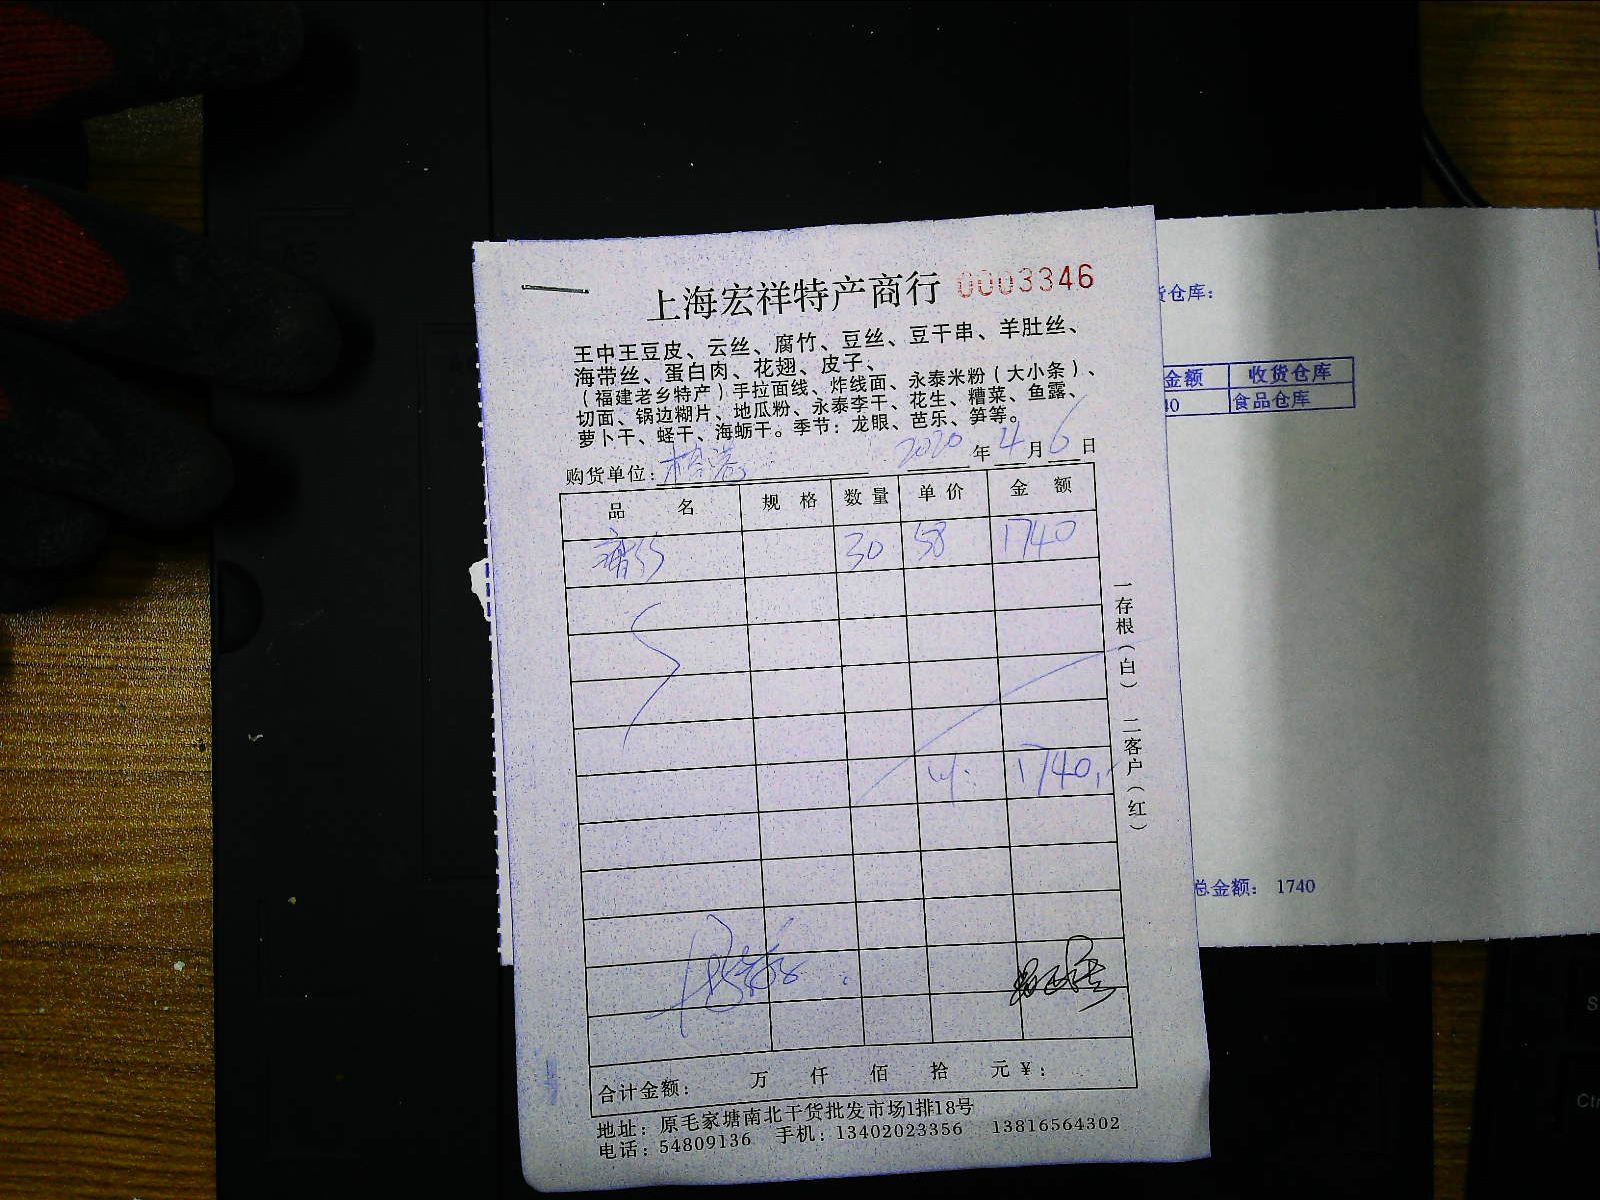 上海宏祥特产商行 0003346
王中王豆皮、云丝、腐竹、豆丝、豆干串、羊肚丝、
海带丝、蛋白肉、花翅、皮子、
（福建老乡特产）手拉面线、炸线面、永泰米粉（大小条）、
切面、锅边糊片、地瓜粉、永泰李干、花生、糟菜、鱼露、
萝卜干、蛏干、海蛎干。季节：龙眼、芭乐、笋等。
购货单位： 2020 年 4 月 6 日
品 名 规 格 数 量 单 价 金 额
30 58 1740
1740
合计金额： 万 仟 佰 拾 元 ¥：
地址：原毛家塘南北干货批发市场1排18号
电话：54809136 手机：13402023356 13816564302
一存根（白） 二客户（红）
货仓库：
金额 收货仓库
40 食品仓库
总金额： 1740